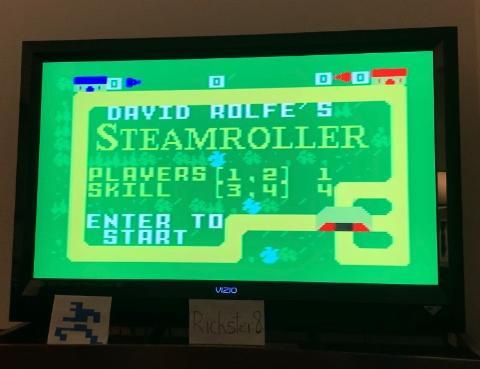 0 0 0 0
DAVID ROLFE'S
STEAMROLLER
PLAYERS [1,2] 1
SKILL [3,4] 4
ENTER TO
START
VIZIO
Rickster8